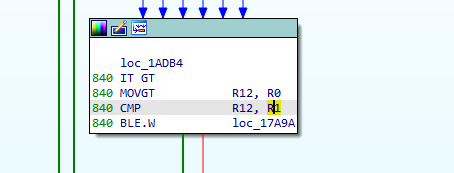 loc_1ADB4
840 IT GT
840 MOVGT R12, R0
840 CMP R12, R1
840 BLE.W loc_17A9A